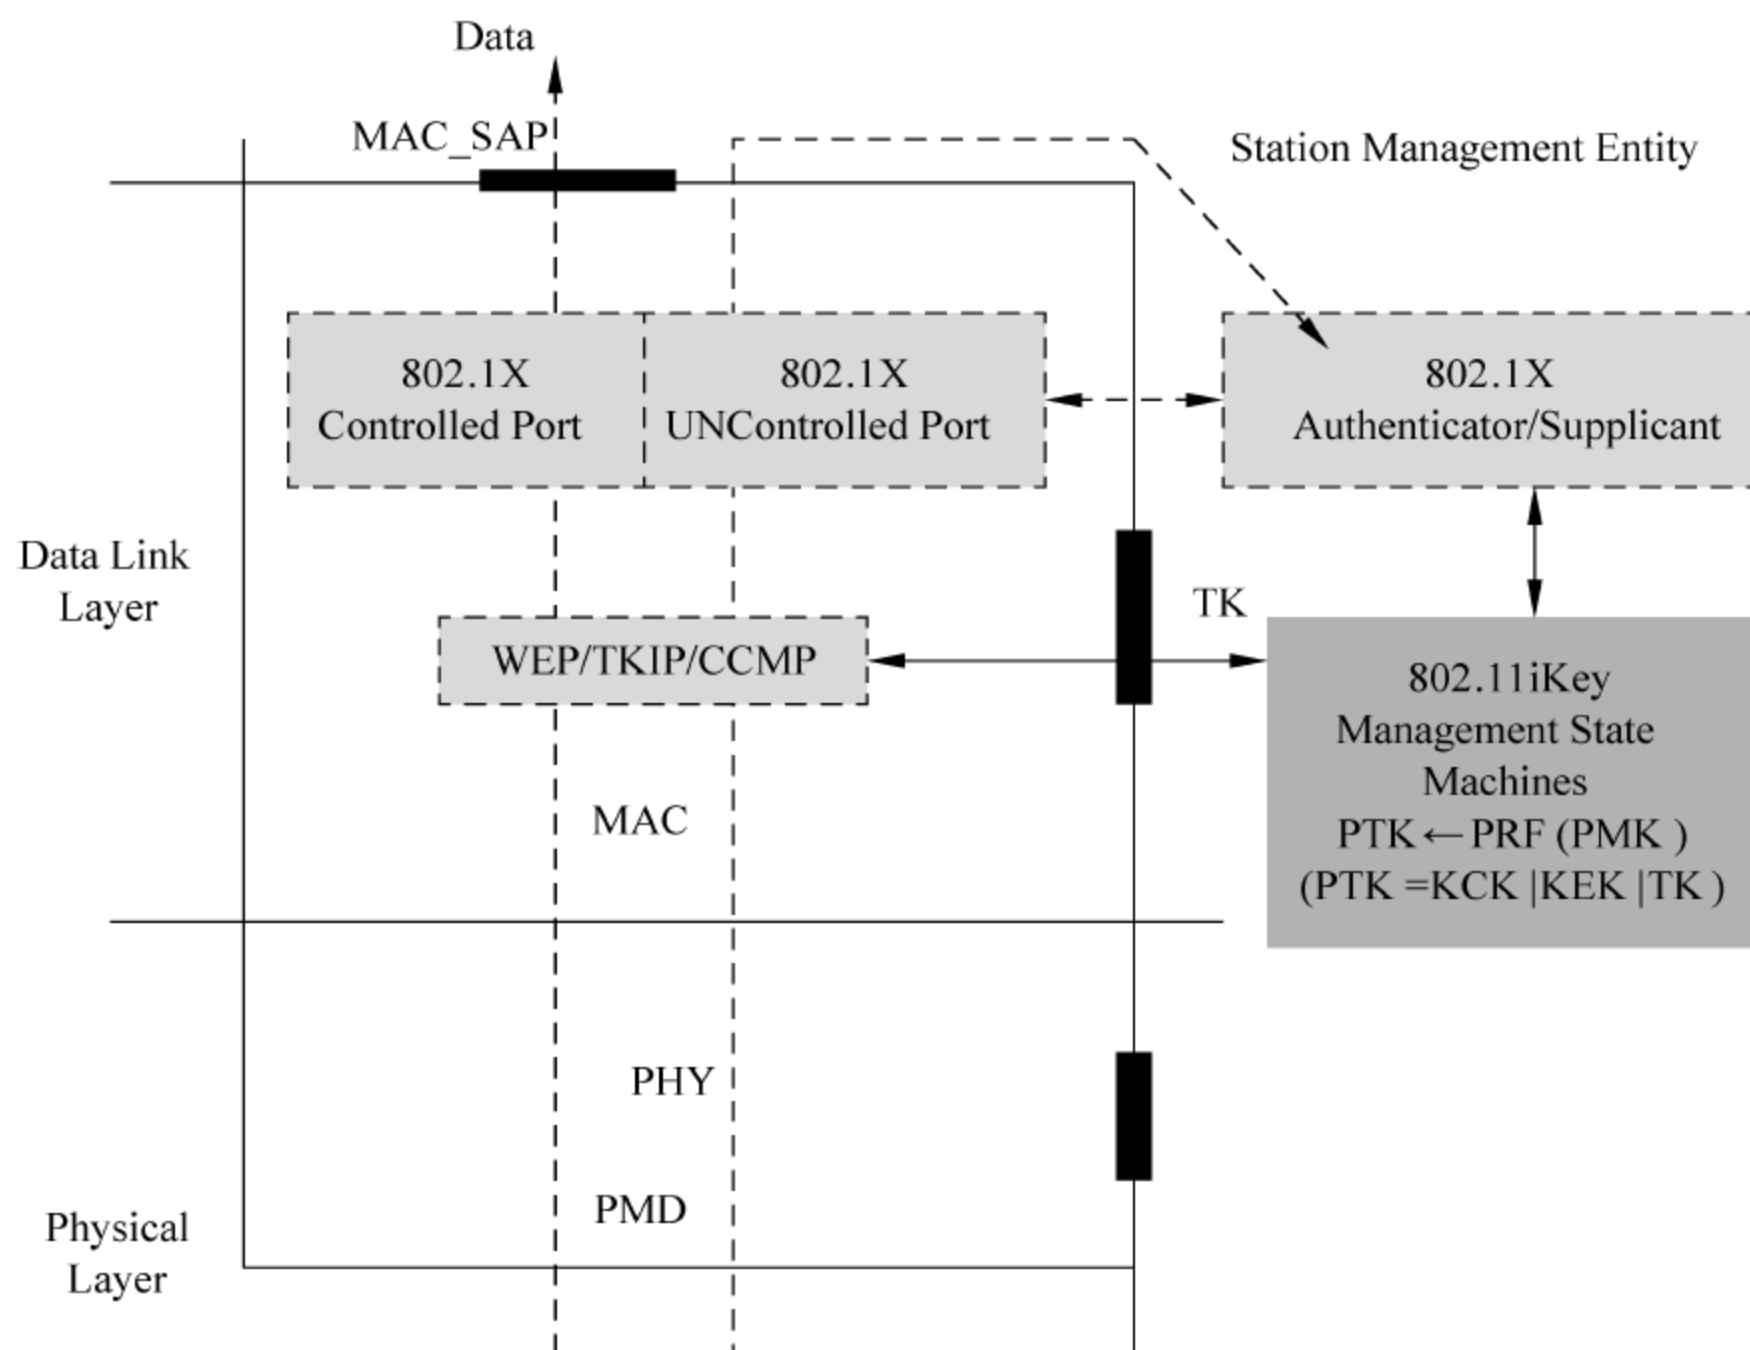 Data
MAC_SAP
Station Management Entity
802.1X
Controlled Port
802.1X
UNControlled Port
802.1X
Authenticator/Supplicant
Data Link
Layer
TK
WEP/TKIP/CCMP
802.11iKey
Management State
Machines
PTK←PRF (PMK )
(PTK =KCK |KEK |TK )
MAC
PHY
PMD
Physical
Layer